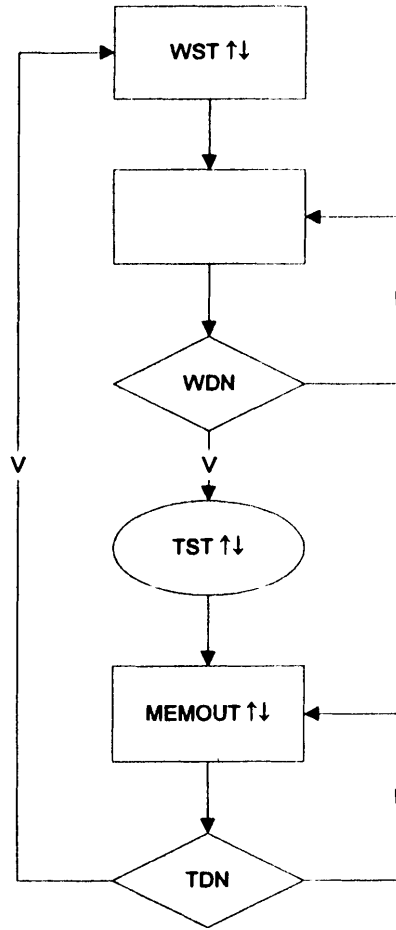 WST ↑↓
WDN
V
V
TST ↑↓
MEMOUT ↑↓
TDN